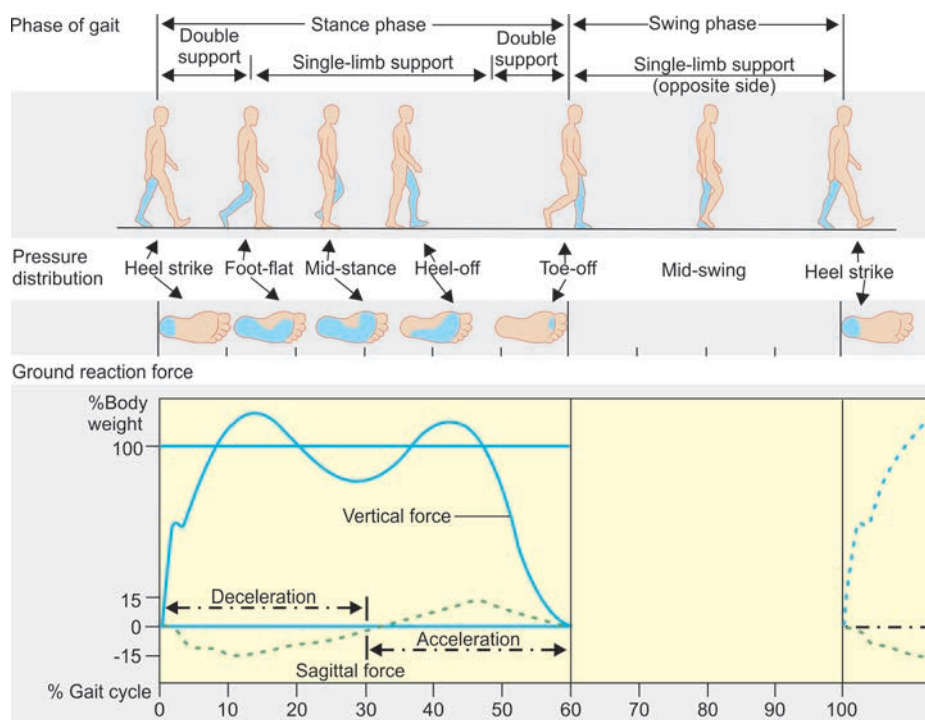 Phase of gait
Stance phase
Swing phase
Double
support
Single-limb support
Double
support
Single-limb support
(opposite side)
Pressure
distribution
Heel strike
Foot-flat
Mid-stance
Heel-off
Toe-off
Mid-swing
Heel strike
Ground reaction force
%Body
weight
100
Vertical force
15
Deceleration
0
Acceleration
-15
Sagittal force
% Gait cycle
0 10 20 30 40 50 60 70 80 90 100